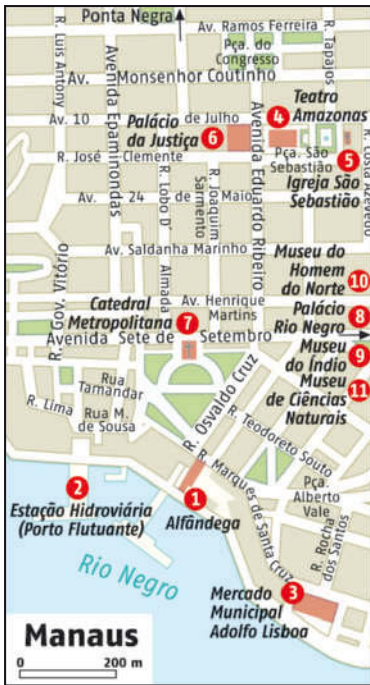 Ponta Negra
Av. Ramos Ferreira
R. Luis Antony
Avenida Epaminondas
Pça. do
Congresso
R. Tapajos
Av. Monsenhor Coutinho
Teatro
Amazonas
4
Av. 10 de Julho
Palácio
da Justiça
6
Avenida Eduardo Ribeiro
R. José Clemente
Pça. São
Sebastião
5
Igreja São
Sebastião
R. Costa Azevedo
Av. 24 de Maio
R. Lobo D'
Almada
R. Joaquim
Sarmento
Av. Saldanha Marinho
R. Gov. Vitório
Museu do
Homem
do Norte
10
Catedral
Metropolitana
7
Av. Henrique
Martins
Palácio
Rio Negro
8
Avenida Sete de Setembro
Museu
do Índio
9
Museu
de Ciências
Naturais
11
Rua
Tamandar
R. Lima
Rua M.
de Sousa
R. Osvaldo Cruz
R. Teodoreto Souto
R. Marques de Santa Cruz
2
Estação Hidroviária
(Porto Flutuante)
1
Alfândega
Pça.
Alberto
Vale
R. Rocha
dos Santos
Rio Negro
3
Mercado
Municipal
Adolfo Lisboa
Manaus
0 200 m